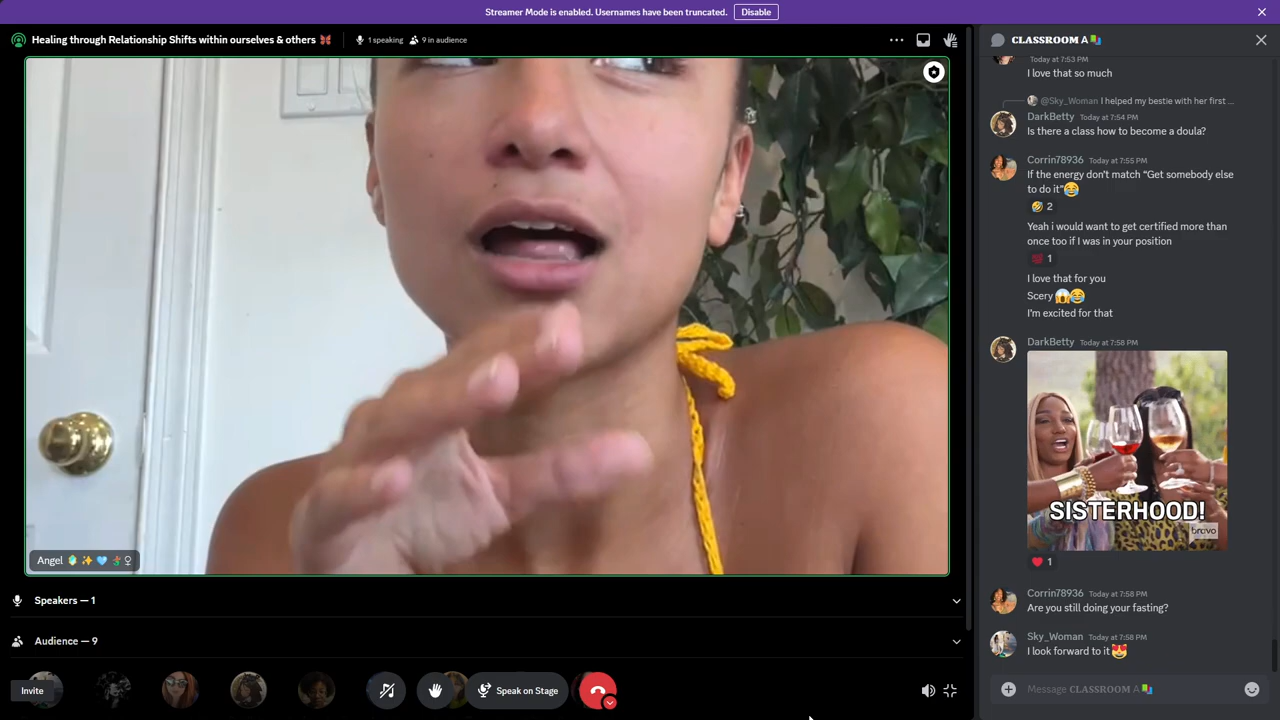 Streamer Mode is enabled. Usernames have been truncated. Disable
Healing through Relationship Shifts within ourselves & others 1 speaking 9 in audience
Angel
Speakers — 1
Audience — 9
Invite
Speak on Stage
CLASSROOM A
Today at 7:53 PM
I love that so much
@Sky_Woman I helped my bestie with her first ...
DarkBetty Today at 7:54 PM
Is there a class how to become a doula?
Corrin78936 Today at 7:55 PM
If the energy don't match "Get somebody else
to do it"😂
🤣 2
Yeah i would want to get certified more than
once too if I was in your position
💯 1
I love that for you
Scery 😱😂
I'm excited for that
DarkBetty Today at 7:58 PM
SISTERHOOD!
bravo
❤️ 1
Corrin78936 Today at 7:58 PM
Are you still doing your fasting?
Sky_Woman Today at 7:58 PM
I look forward to it 😍
Message CLASSROOM A